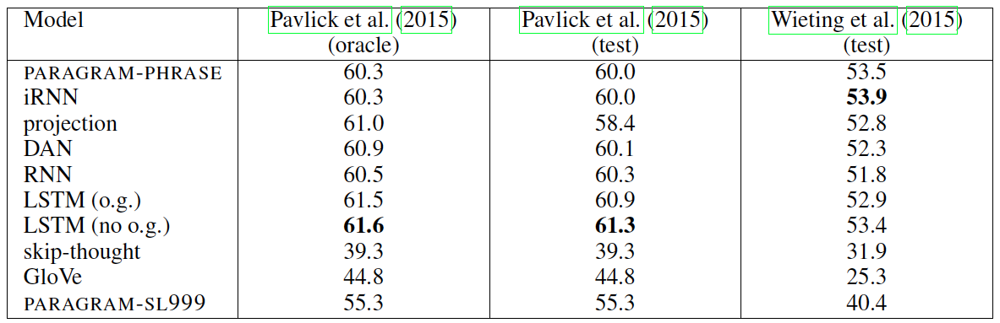 Model Pavlick et al. (2015) Pavlick et al. (2015) Wieting et al. (2015)
(oracle) (test) (test)
PARAGRAM-PHRASE 60.3 60.0 53.5
iRNN 60.3 60.0 53.9
projection 61.0 58.4 52.8
DAN 60.9 60.1 52.3
RNN 60.5 60.3 51.8
LSTM (o.g.) 61.5 60.9 52.9
LSTM (no o.g.) 61.6 61.3 53.4
skip-thought 39.3 39.3 31.9
GloVe 44.8 44.8 25.3
PARAGRAM-SL999 55.3 55.3 40.4